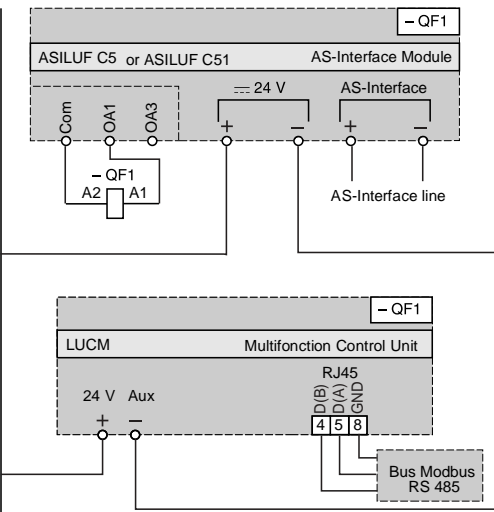 – QF1
ASILUF C5 or ASILUF C51 AS-Interface Module
24 V AS-Interface
Com OA1 OA3
+ – + –
– QF1
A2 A1
AS-Interface line
– QF1
LUCM Multifonction Control Unit
RJ45
24 V Aux
D(B) D(A) GND
+ –
4 5 8
Bus Modbus
RS 485